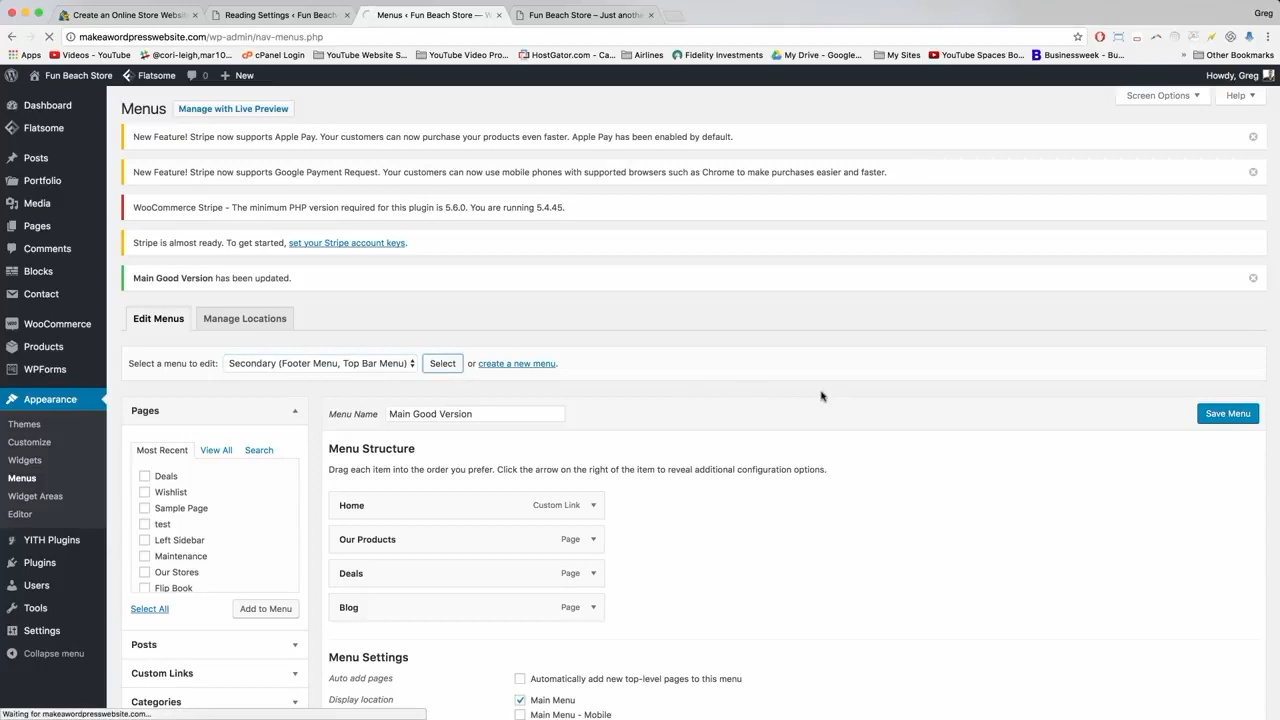 Create an Online Store Websit
Reading Settings ‹ Fun Beach
Menus ‹ Fun Beach Store — W
Fun Beach Store – Just anothe
Greg
makeawordpresswebsite.com/wp-admin/nav-menus.php
Apps
Videos - YouTube
@cori-leigh,mar10...
cPanel Login
YouTube Website S...
YouTube Video Pro...
HostGator.com - Ca...
Airlines
Fidelity Investments
My Drive - Google...
My Sites
YouTube Spaces Bo...
Businessweek - Bu...
Other Bookmarks
Fun Beach Store
Flatsome
0
New
Howdy, Greg
Dashboard
Flatsome
Posts
Portfolio
Media
Pages
Comments
Blocks
Contact
WooCommerce
Products
WPForms
Appearance
Themes
Customize
Widgets
Menus
Widget Areas
Editor
YITH Plugins
Plugins
Users
Tools
Settings
Collapse menu
Screen Options
Help
Menus
Manage with Live Preview
New Feature! Stripe now supports Apple Pay. Your customers can now purchase your products even faster. Apple Pay has been enabled by default.
New Feature! Stripe now supports Google Payment Request. Your customers can now use mobile phones with supported browsers such as Chrome to make purchases easier and faster.
WooCommerce Stripe - The minimum PHP version required for this plugin is 5.6.0. You are running 5.4.45.
Stripe is almost ready. To get started, set your Stripe account keys.
Main Good Version has been updated.
Edit Menus
Manage Locations
Select a menu to edit: Secondary (Footer Menu, Top Bar Menu) Select or create a new menu.
Pages
Most Recent
View All
Search
Deals
Wishlist
Sample Page
test
Left Sidebar
Maintenance
Our Stores
Flip Book
Select All
Add to Menu
Posts
Custom Links
Categories
Menu Name Main Good Version
Save Menu
Menu Structure
Drag each item into the order you prefer. Click the arrow on the right of the item to reveal additional configuration options.
Home Custom Link
Our Products Page
Deals Page
Blog Page
Menu Settings
Auto add pages
Automatically add new top-level pages to this menu
Display location
Main Menu
Main Menu - Mobile
Waiting for makeawordpresswebsite.com...